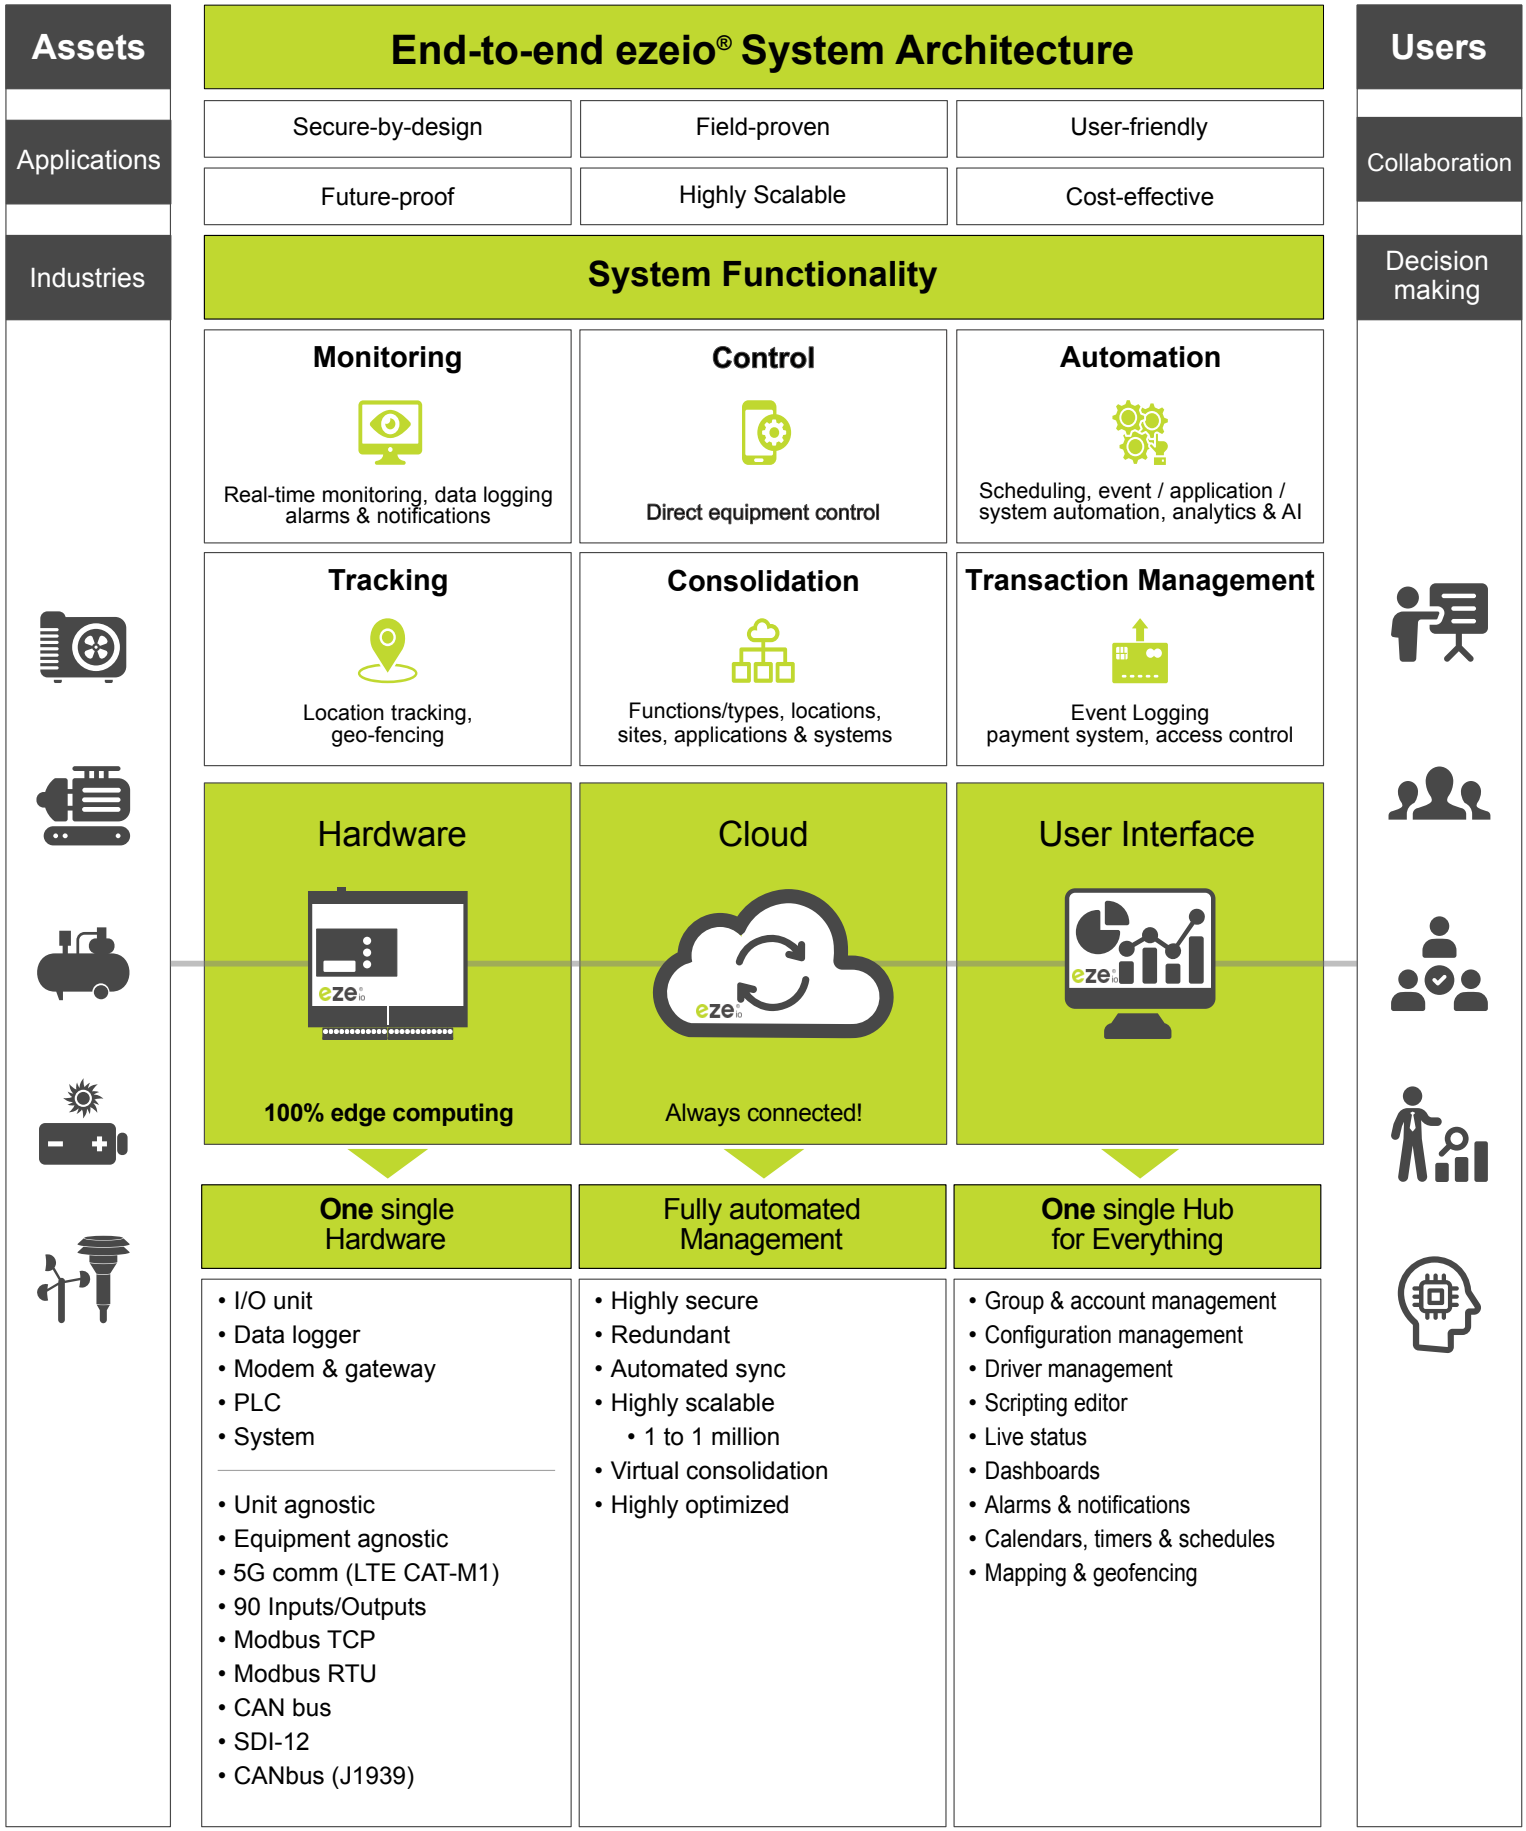 Assets
Applications
Industries
End-to-end ezeio® System Architecture
Secure-by-design
Field-proven
User-friendly
Future-proof
Highly Scalable
Cost-effective
System Functionality
Monitoring
Real-time monitoring, data logging
alarms & notifications
Control
Direct equipment control
Automation
Scheduling, event / application /
system automation, analytics & AI
Tracking
Location tracking,
geo-fencing
Consolidation
Functions/types, locations,
sites, applications & systems
Transaction Management
Event Logging
payment system, access control
Hardware
eze io®
100% edge computing
Cloud
eze io®
Always connected!
User Interface
eze io®
One single
Hardware
• I/O unit
• Data logger
• Modem & gateway
• PLC
• System
• Unit agnostic
• Equipment agnostic
• 5G comm (LTE CAT-M1)
• 90 Inputs/Outputs
• Modbus TCP
• Modbus RTU
• CAN bus
• SDI-12
• CANbus (J1939)
Fully automated
Management
• Highly secure
• Redundant
• Automated sync
• Highly scalable
• 1 to 1 million
• Virtual consolidation
• Highly optimized
One single Hub
for Everything
• Group & account management
• Configuration management
• Driver management
• Scripting editor
• Live status
• Dashboards
• Alarms & notifications
• Calendars, timers & schedules
• Mapping & geofencing
Users
Collaboration
Decision
making